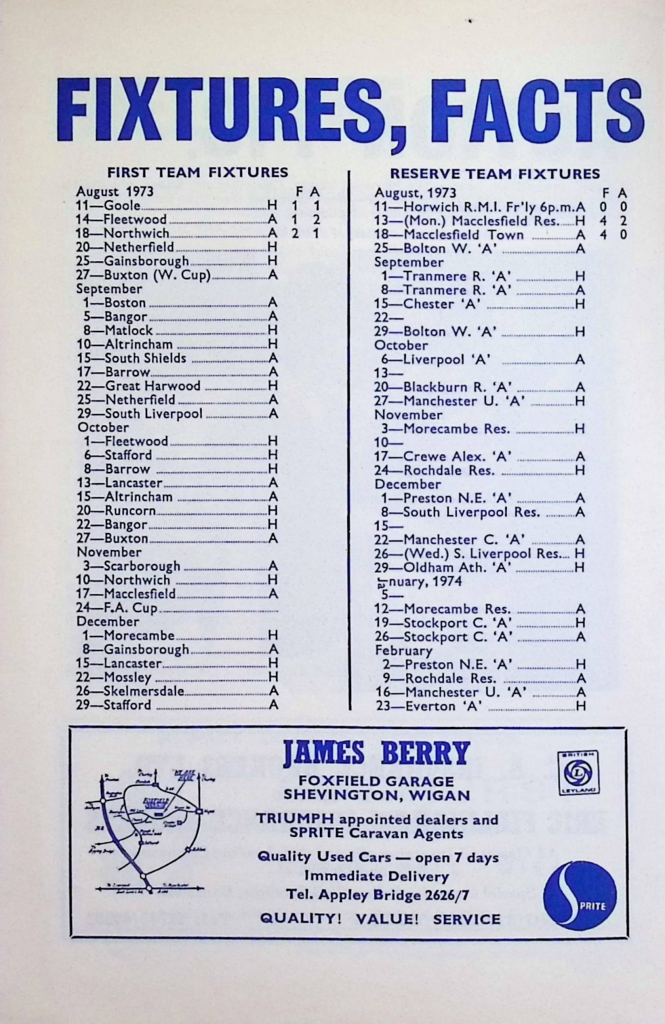 FIXTURES, FACTS
FIRST TEAM FIXTURES
August 1973 F A
11—Goole H 1 1
14—Fleetwood A 1 2
18—Northwich A 2 1
20—Netherfield H
25—Gainsborough H
27—Buxton (W. Cup) A
September
1—Boston A
5—Bangor A
8—Matlock H
10—Altrincham H
15—South Shields A
17—Barrow A
22—Great Harwood H
25—Netherfield A
29—South Liverpool A
October
1—Fleetwood H
6—Stafford H
8—Barrow H
13—Lancaster A
15—Altrincham A
20—Runcorn H
22—Bangor H
27—Buxton A
November
3—Scarborough A
10—Northwich H
17—Macclesfield A
24—F.A. Cup
December
1—Morecambe H
8—Gainsborough A
15—Lancaster H
22—Mossley H
26—Skelmersdale A
29—Stafford A
RESERVE TEAM FIXTURES
August, 1973 F A
11—Horwich R.M.I. Fr'ly 6p.m. A 0 0
13—(Mon.) Macclesfield Res. H 4 2
18—Macclesfield Town A 4 0
25—Bolton W. 'A' A
September
1—Tranmere R. 'A' H
8—Tranmere R. 'A' A
15—Chester 'A' H
22—
29—Bolton W. 'A' H
October
6—Liverpool 'A' A
13—
20—Blackburn R. 'A' A
27—Manchester U. 'A' H
November
3—Morecambe Res. H
10—
17—Crewe Alex. 'A' A
24—Rochdale Res. H
December
1—Preston N.E. 'A' A
8—South Liverpool Res. A
15—
22—Manchester C. 'A' A
26—(Wed.) S. Liverpool Res. H
29—Oldham Ath. 'A' H
January, 1974
5—
12—Morecambe Res. A
19—Stockport C. 'A' H
26—Stockport C. 'A' A
February
2—Preston N.E. 'A' H
9—Rochdale Res. A
16—Manchester U. 'A' A
23—Everton 'A' H
JAMES BERRY
FOXFIELD GARAGE
SHEVINGTON, WIGAN
TRIUMPH appointed dealers and
SPRITE Caravan Agents
Quality Used Cars — open 7 days
Immediate Delivery
Tel. Appley Bridge 2626/7
QUALITY! VALUE! SERVICE
BRITISH
L
LEYLAND
SPRITE